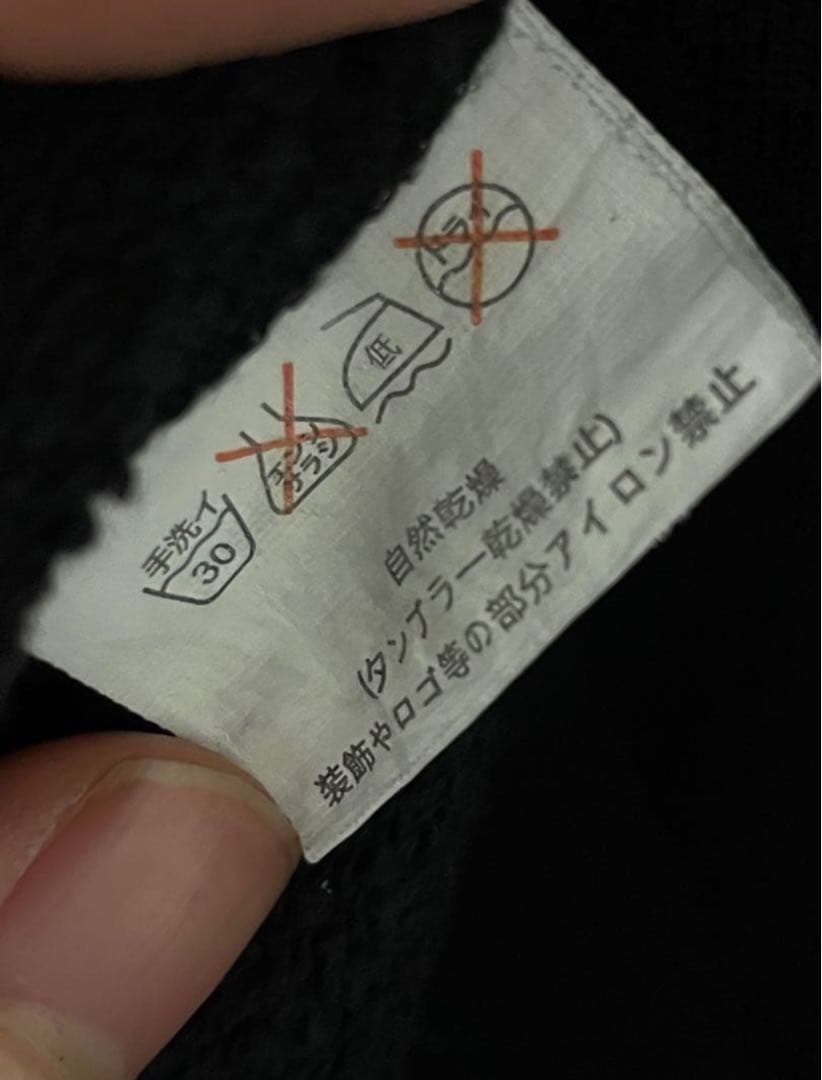 手洗イ
30
エンソ
サラシ
低
ドライ
自然乾燥
(タンブラー乾燥禁止)
装飾やロゴ等の部分アイロン禁止